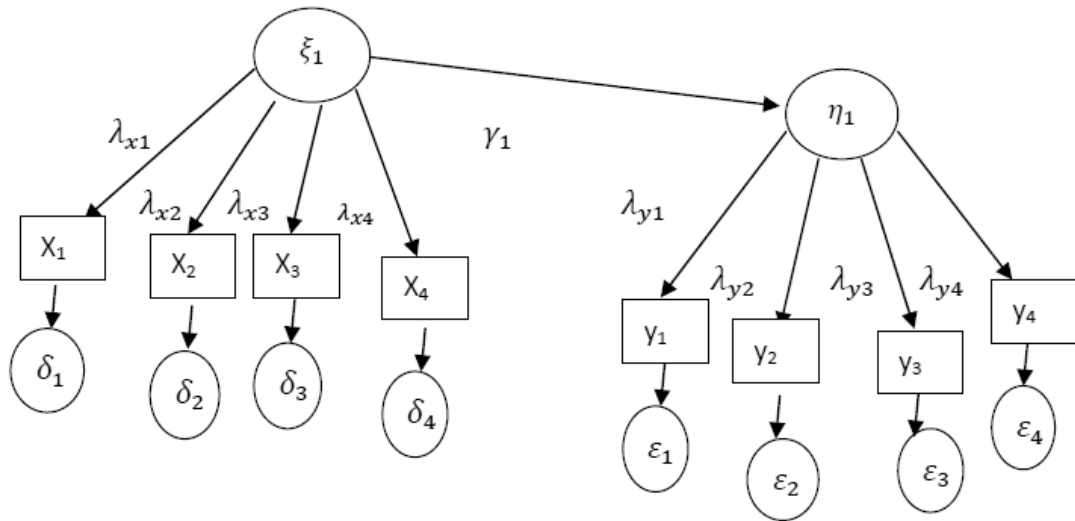 ξ₁
η₁
λₓ₁
γ₁
λₓ₂
λₓ₃
λₓ₄
λy₁
X₁
X₂
X₃
X₄
λy₂
λy₃
λy₄
y₁
y₂
y₃
y₄
δ₁
δ₂
δ₃
δ₄
ε₁
ε₂
ε₃
ε₄